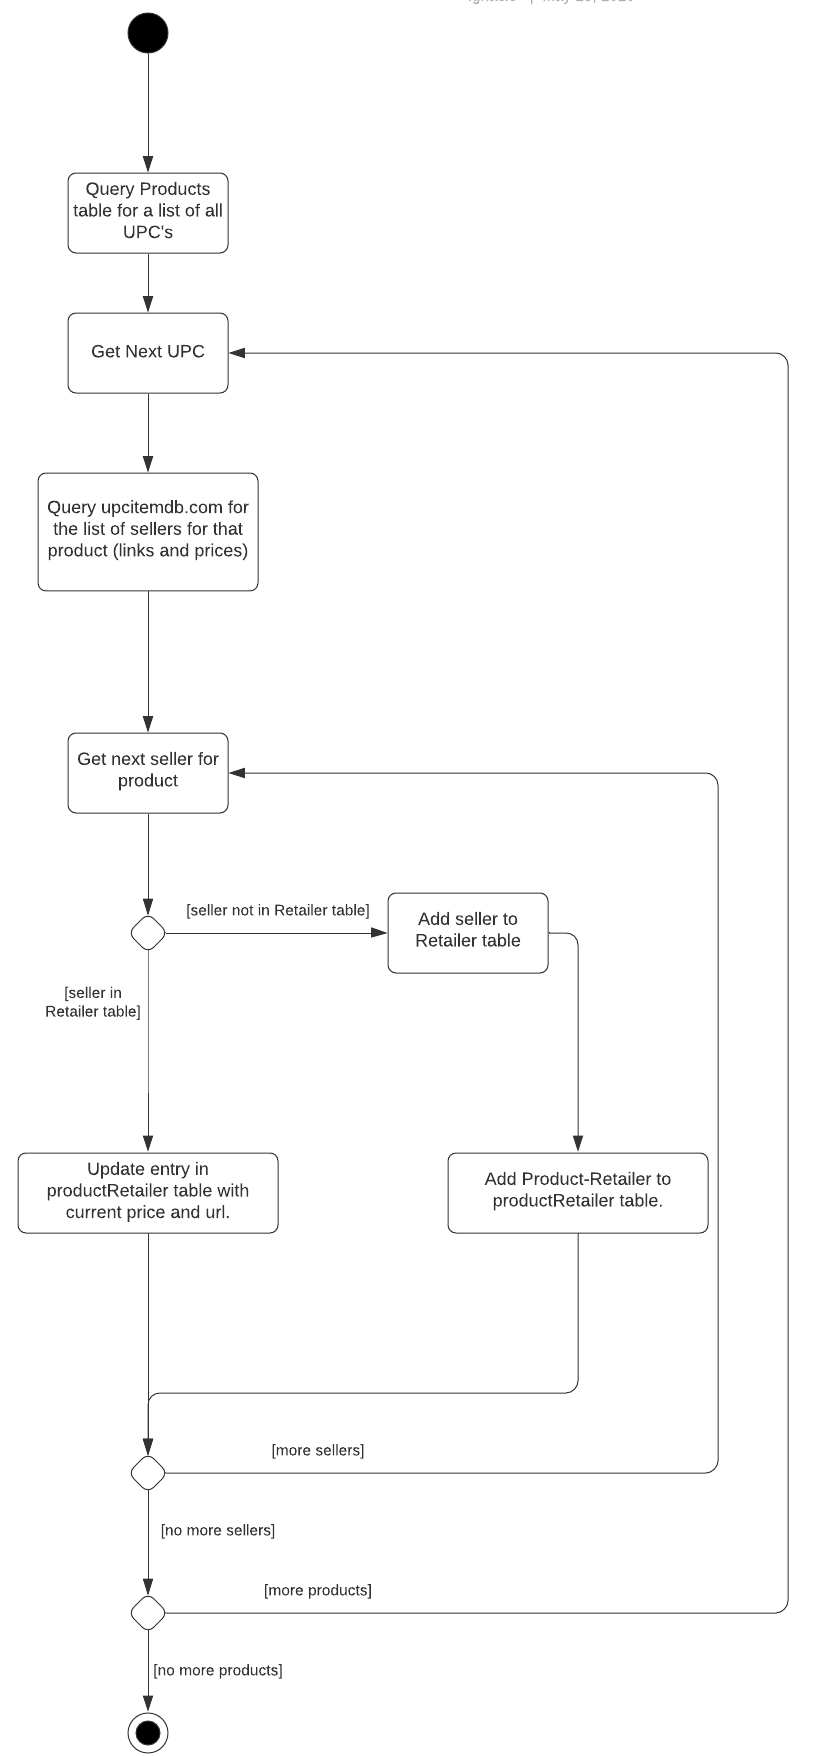 Query Products
table for a list of all
UPC's
Get Next UPC
Query upcitemdb.com for
the list of sellers for that
product (links and prices)
Get next seller for
product
[seller not in Retailer table]
Add seller to
Retailer table
[seller in
Retailer table]
Update entry in
productRetailer table with
current price and url.
Add Product-Retailer to
productRetailer table.
[more sellers]
[no more sellers]
[more products]
[no more products]